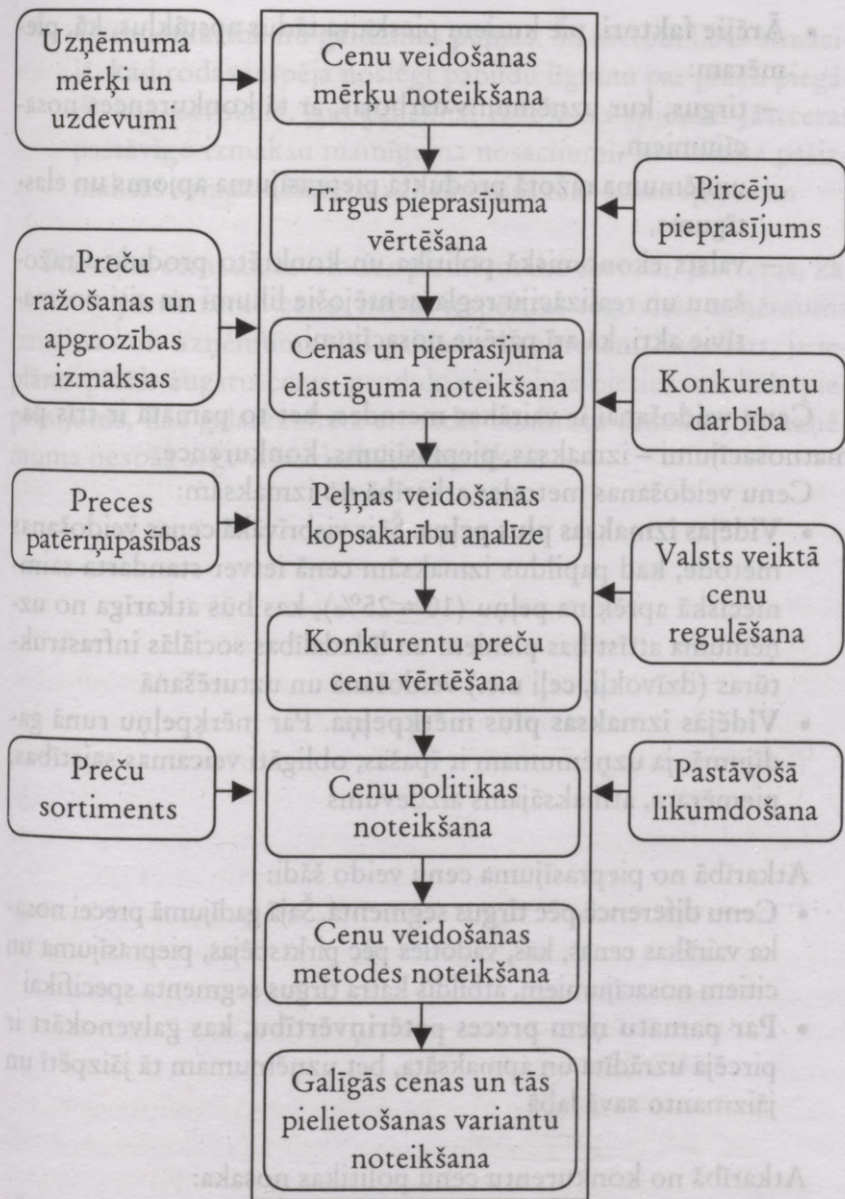 Uzņēmuma
mērķi un
uzdevumi
Cenu veidošanas
mērķu noteikšana
Tirgus pieprasījuma
vērtēšana
Pircēju
pieprasījums
Preču
ražošanas un
apgrozības
izmaksas
Cenas un pieprasījuma
elastīguma noteikšana
Konkurentu
darbība
Preces
patērņīpašības
Peļņas veidošanās
kopsakarību analīze
Valsts veiktā
cenu
regulēšana
Konkurentu preču
cenu vērtēšana
Preču
sortiments
Cenu politikas
noteikšana
Pastāvošā
likumdošana
Cenu veidošanas
metodes noteikšana
Galīgās cenas un tās
pielietošanas variantu
noteikšana